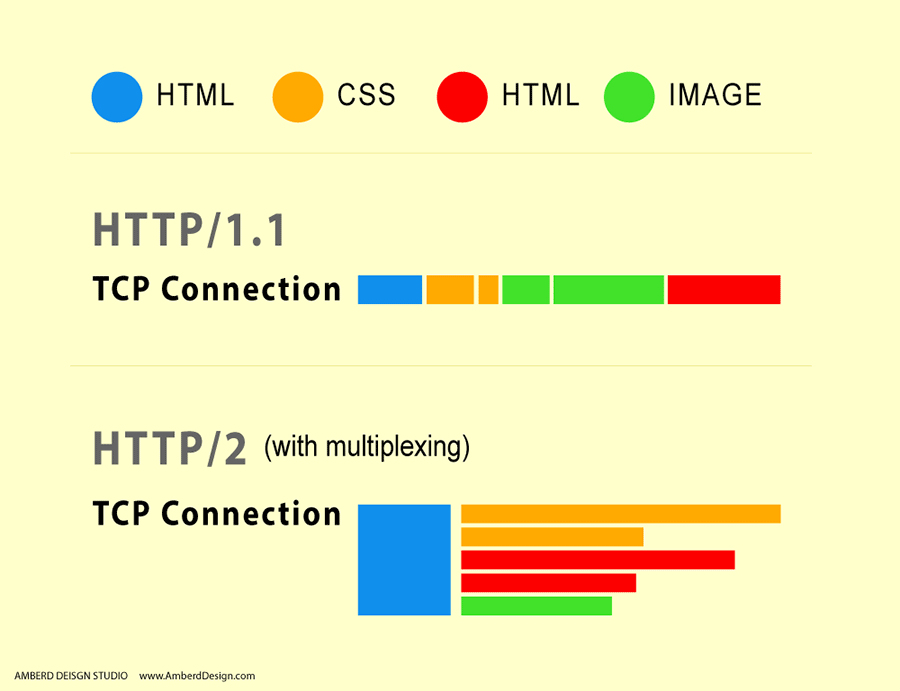 HTML CSS HTML IMAGE
HTTP/1.1
TCP Connection
HTTP/2 (with multiplexing)
TCP Connection
AMBERD DEISGN STUDIO www.AmberdDesign.com